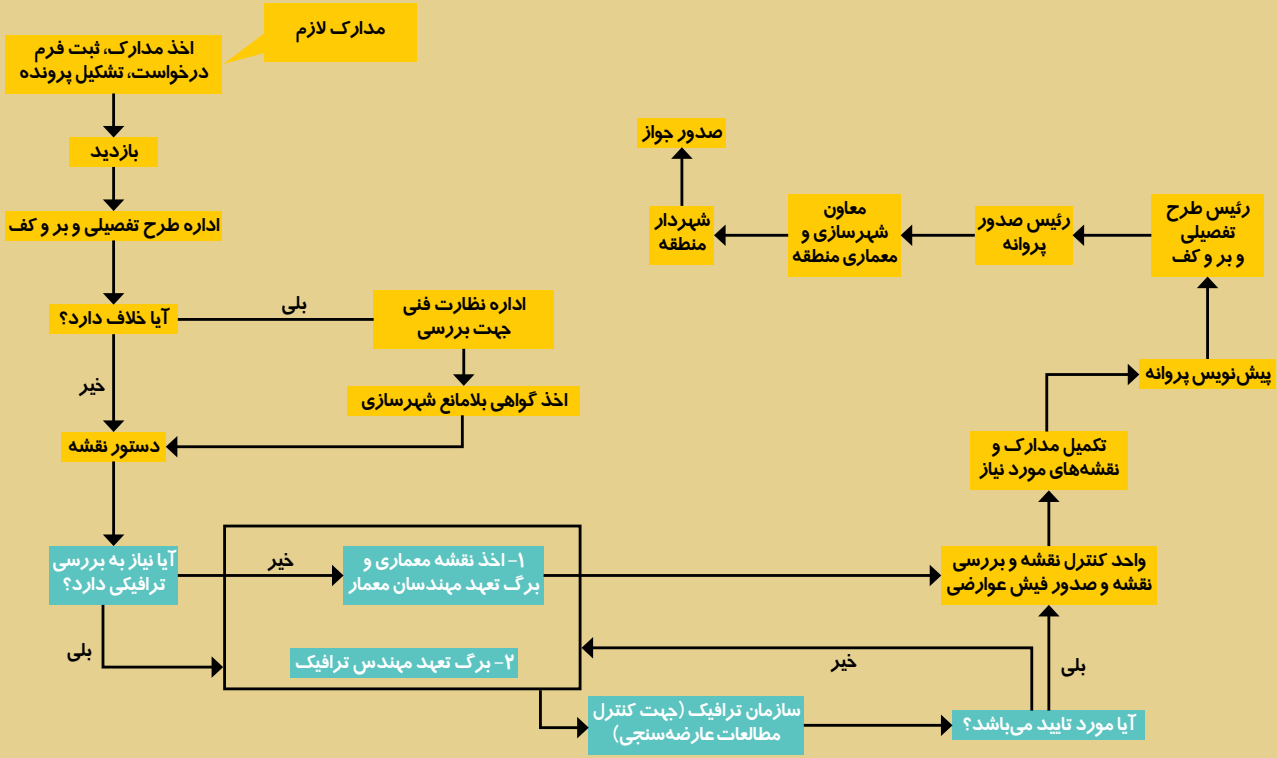 مدارک لازم
اخذ مدارک، ثبت فرم
درخواست، تشکیل پرونده
بازدید
اداره طرح تفصیلی و بر و کف
آیا خلاف دارد؟
بلی
اداره نظارت فنی
جهت بررسی
خیر
اخذ گواهی بلامانع شهرسازی
دستور نقشه
آیا نیاز به بررسی
ترافیکی دارد؟
خیر
بلی
۱- اخذ نقشه معماری و
برگ تعهد مهندسان معمار
۲- برگ تعهد مهندس ترافیک
سازمان ترافیک (جهت کنترل
مطالعات عارضه‌سنجی)
آیا مورد تایید می‌باشد؟
خیر
بلی
واحد کنترل نقشه و بررسی
نقشه و صدور فیش عوارضی
تکمیل مدارک و
نقشه‌های مورد نیاز
پیش‌نویس پروانه
رئیس طرح
تفصیلی
و بر و کف
رئیس صدور
پروانه
معاون
شهرسازی و
معماری منطقه
شهردار
منطقه
صدور جواز